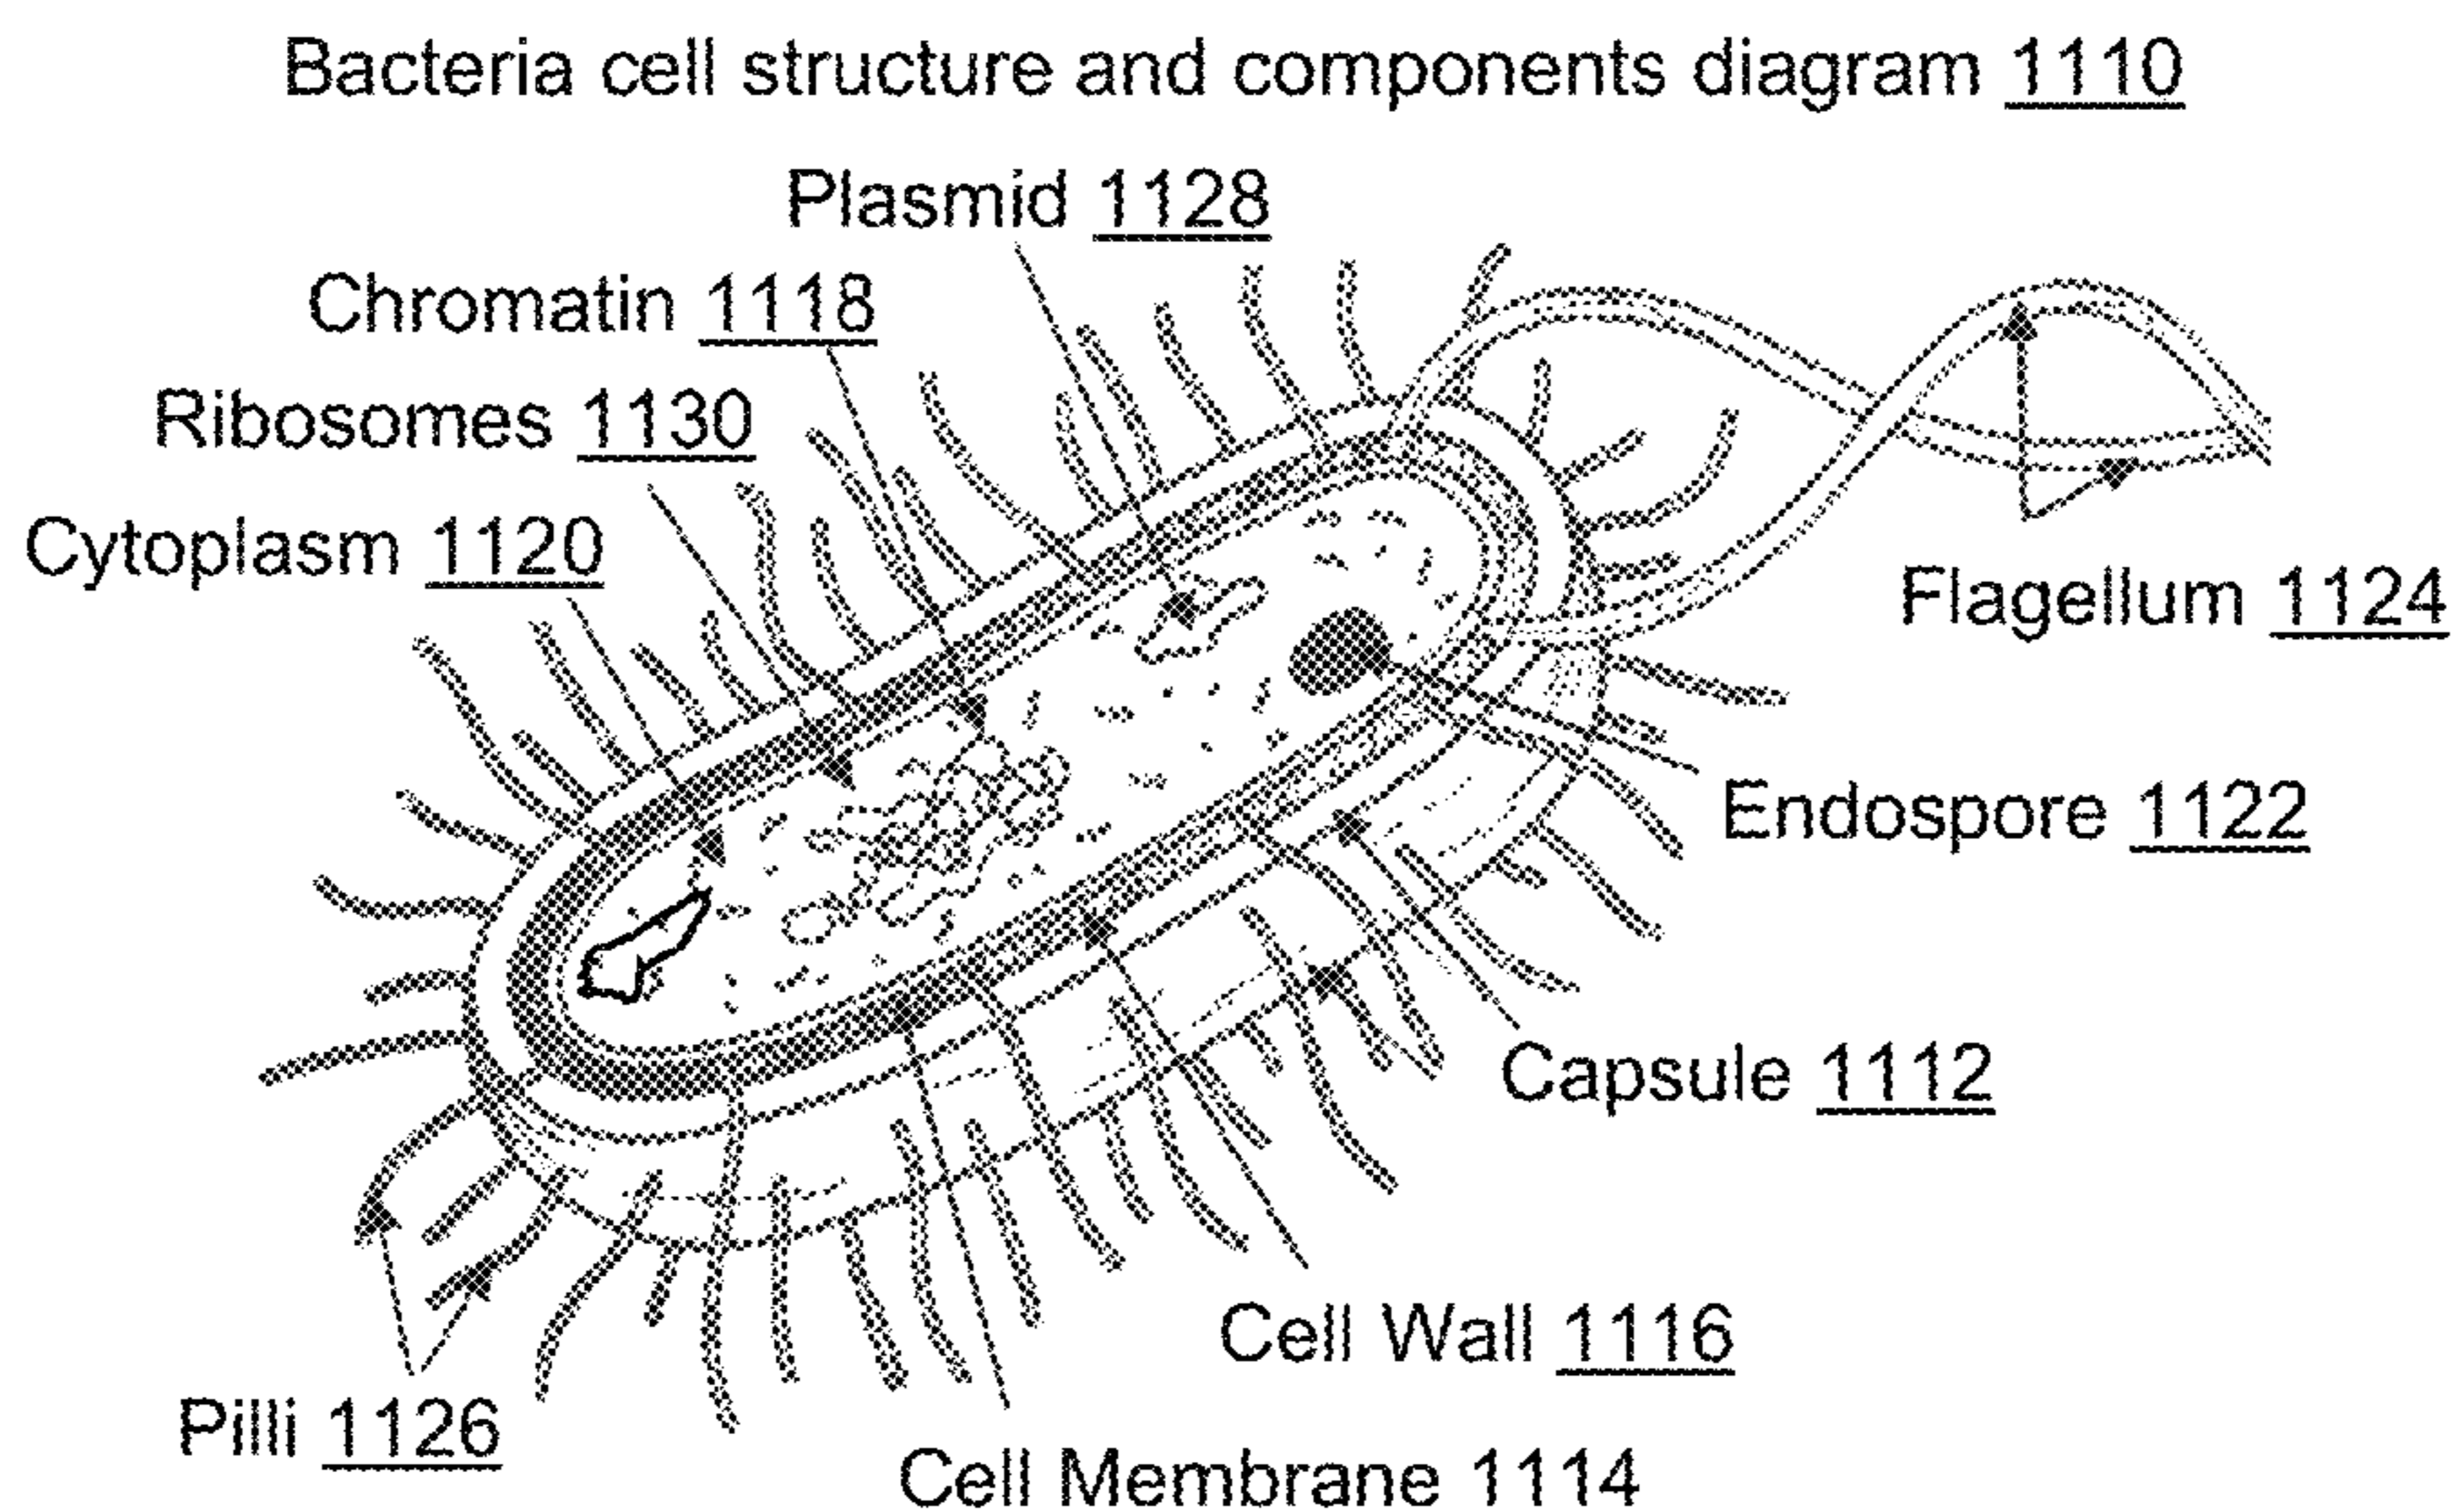 Bacteria cell structure and components diagram 1110
Plasmid 1128
Chromatin 1118
Ribosomes 1130
Cytoplasm 1120
Flagellum 1124
Endospore 1122
Capsule 1112
Cell Wall 1116
Pilli 1126
Cell Membrane 1114